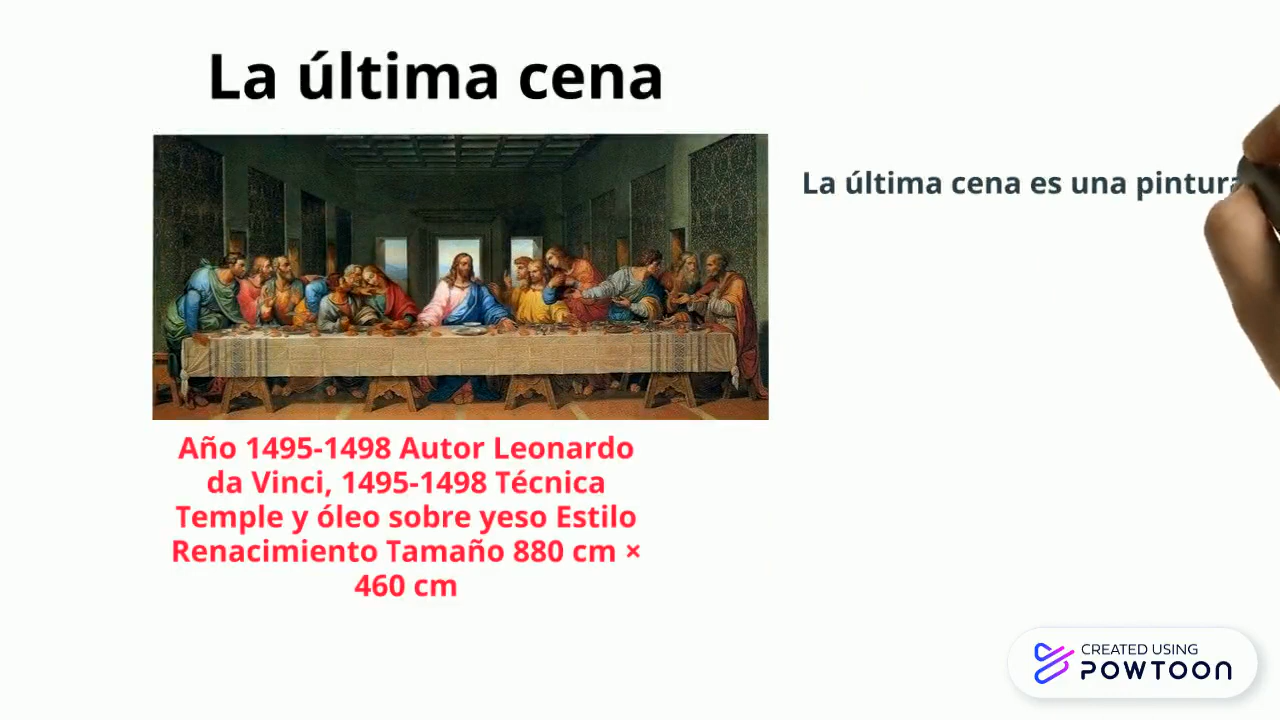 La última cena
La última cena es una pintura
Año 1495-1498 Autor Leonardo
da Vinci, 1495-1498 Técnica
Temple y óleo sobre yeso Estilo
Renacimiento Tamaño 880 cm ×
460 cm
CREATED USING
POWTOON